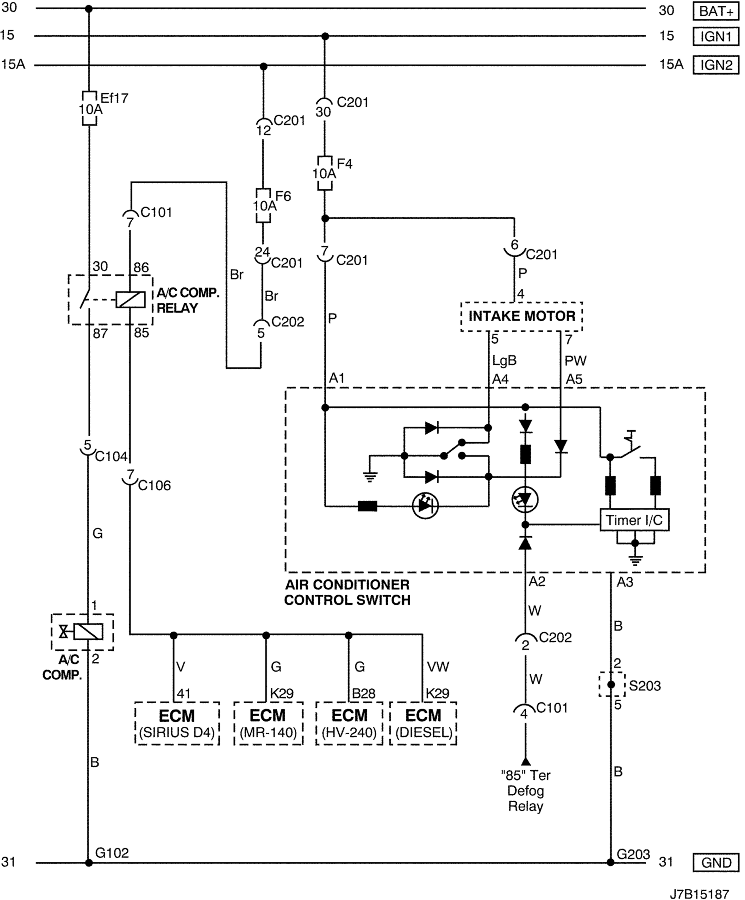 30 30 BAT+
15 15 IGN1
15A 15A IGN2
Ef17
10A
C201
30
C201
12
F4
10A
F6
10A
C101
7
6
C201
7
C201
24
C201
P
4
Br
Br
30 86
A/C COMP.
RELAY
87 85
C202
5
P
INTAKE MOTOR
5 7
LgB PW
A1 A4 A5
5
C104
7
C106
G
Timer I/C
AIR CONDITIONER
CONTROL SWITCH
A2 A3
W B
C202
2
1
2
A/C
COMP.
V G G VW
W
2
S203
5
41 K29 B28 K29
ECM
(SIRIUS D4)
ECM
(MR-140)
ECM
(HV-240)
ECM
(DIESEL)
C101
4
B
B
"85" Ter
Defog
Relay
G102 G203
31 31 GND
J7B15187